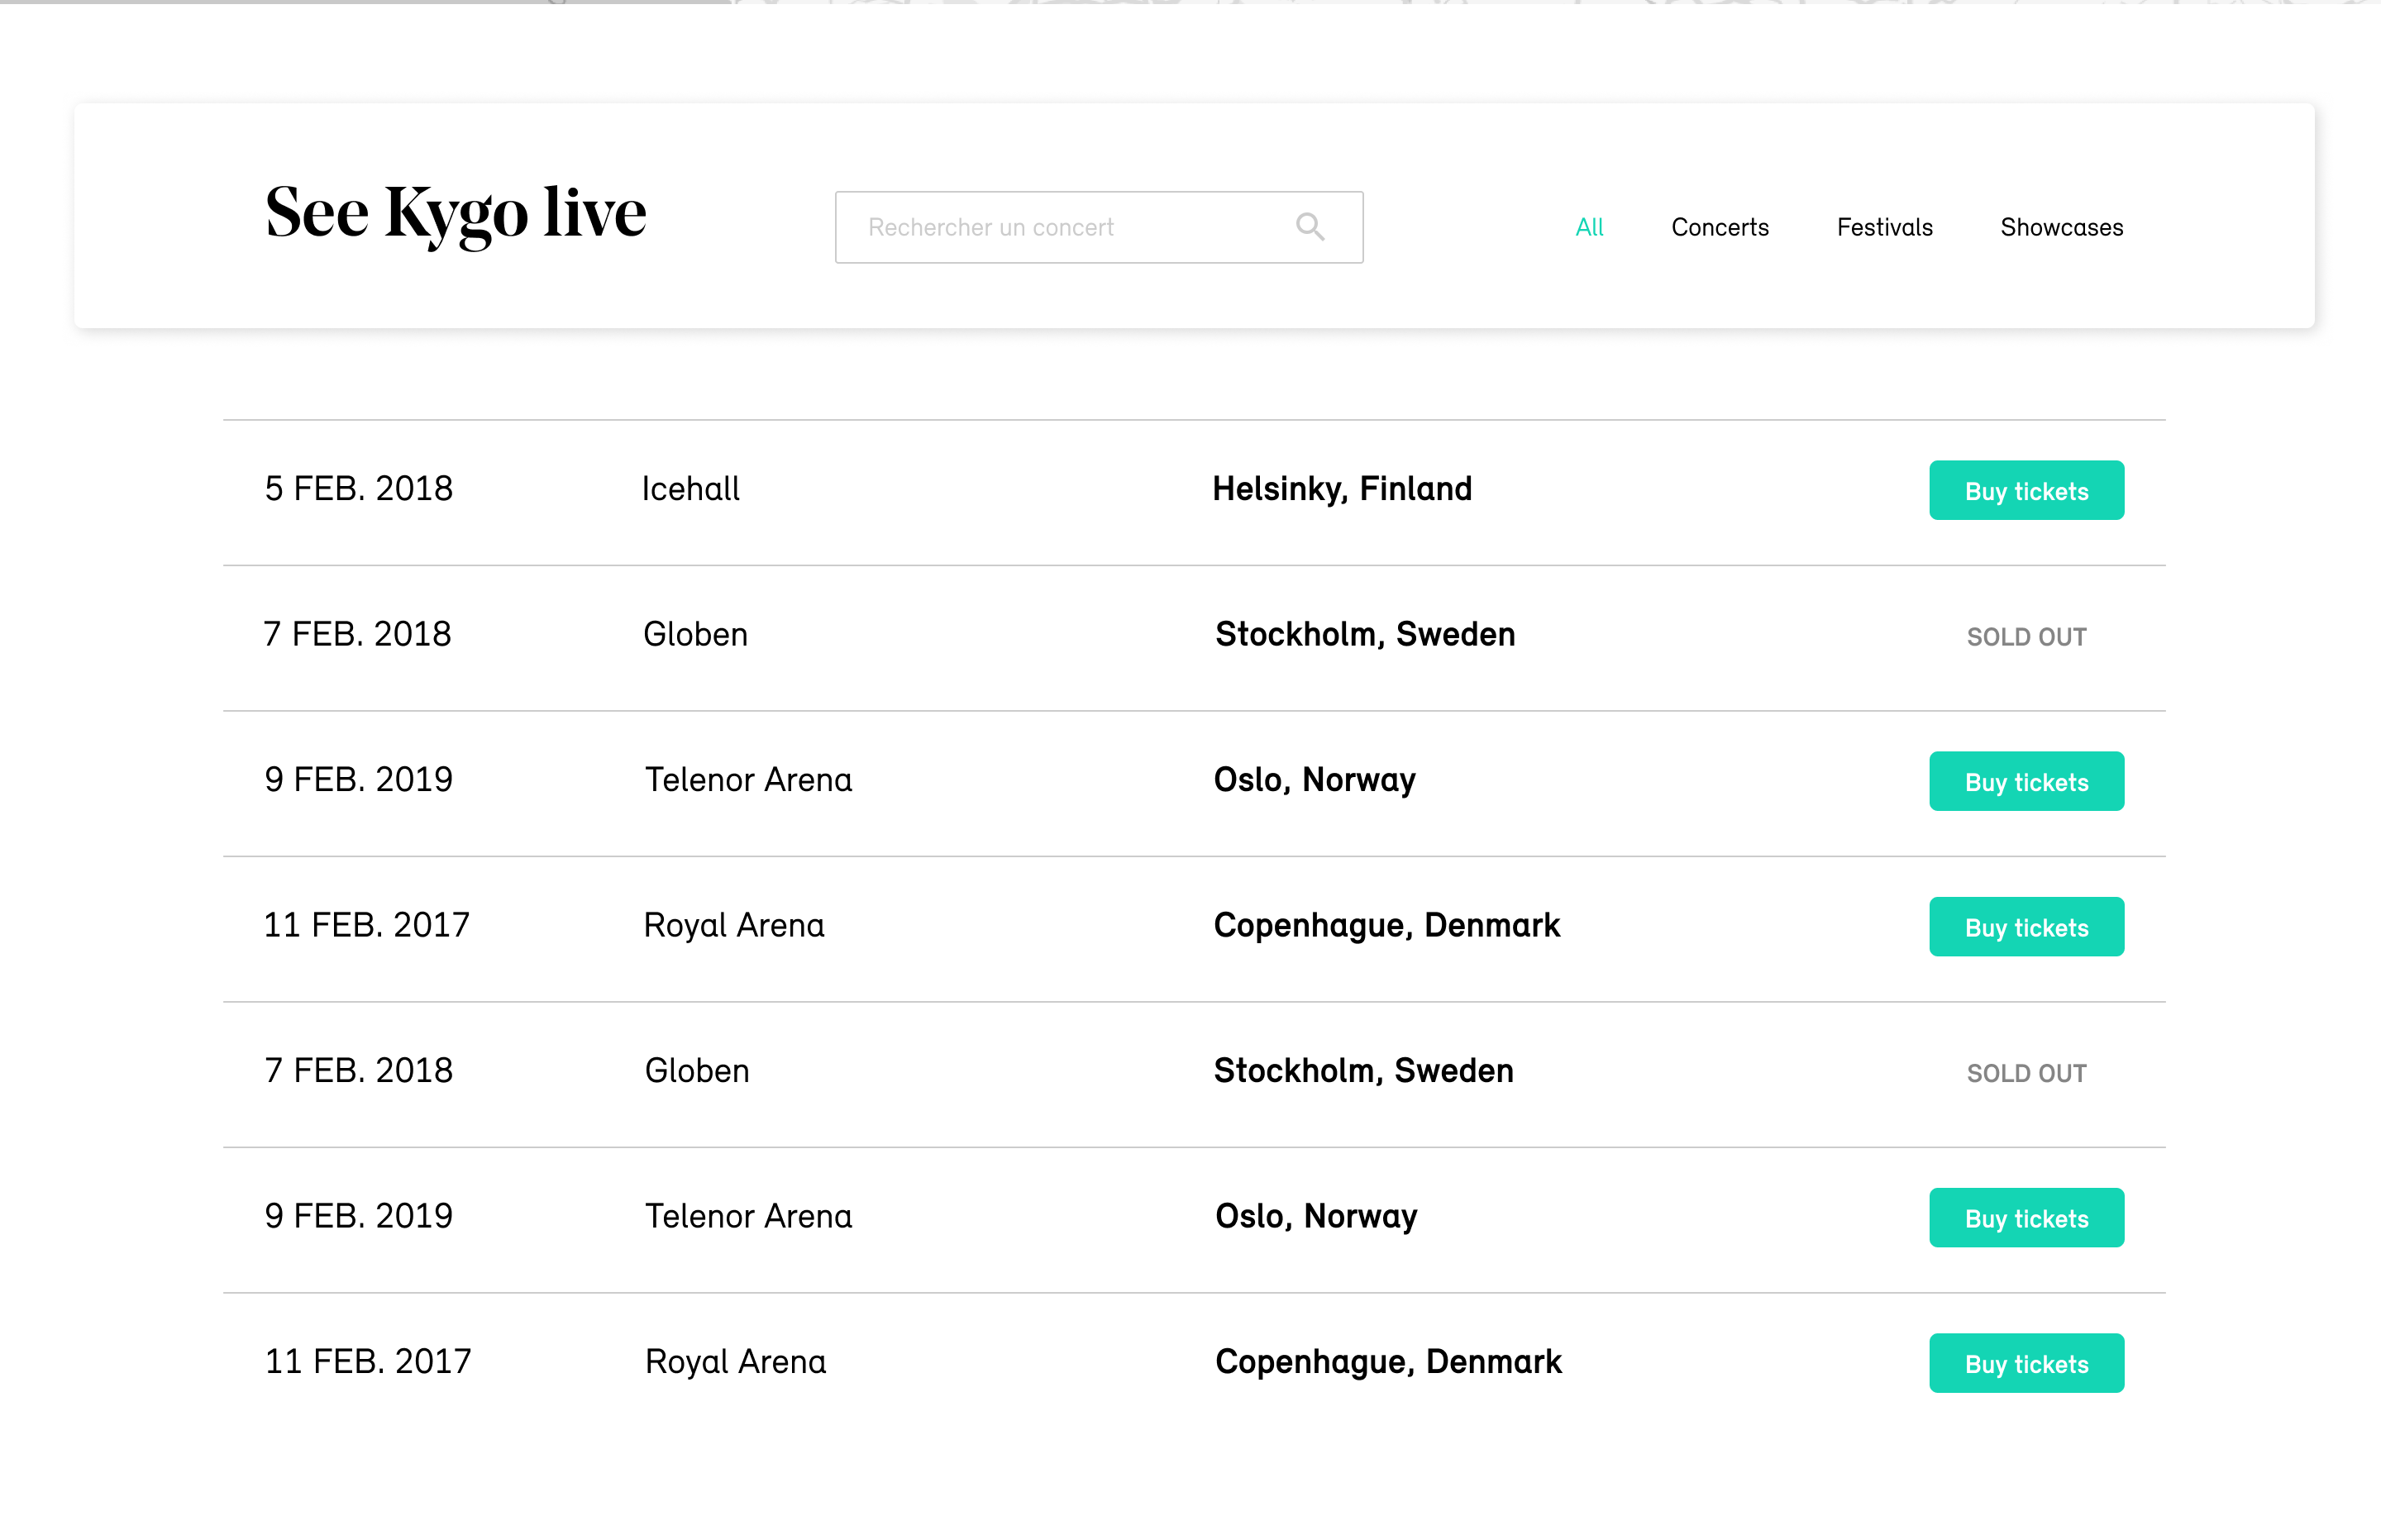 See Kygo live
Rechercher un concert
All Concerts Festivals Showcases
5 FEB. 2018 Icehall Helsinky, Finland Buy tickets
7 FEB. 2018 Globen Stockholm, Sweden SOLD OUT
9 FEB. 2019 Telenor Arena Oslo, Norway Buy tickets
11 FEB. 2017 Royal Arena Copenhague, Denmark Buy tickets
7 FEB. 2018 Globen Stockholm, Sweden SOLD OUT
9 FEB. 2019 Telenor Arena Oslo, Norway Buy tickets
11 FEB. 2017 Royal Arena Copenhague, Denmark Buy tickets